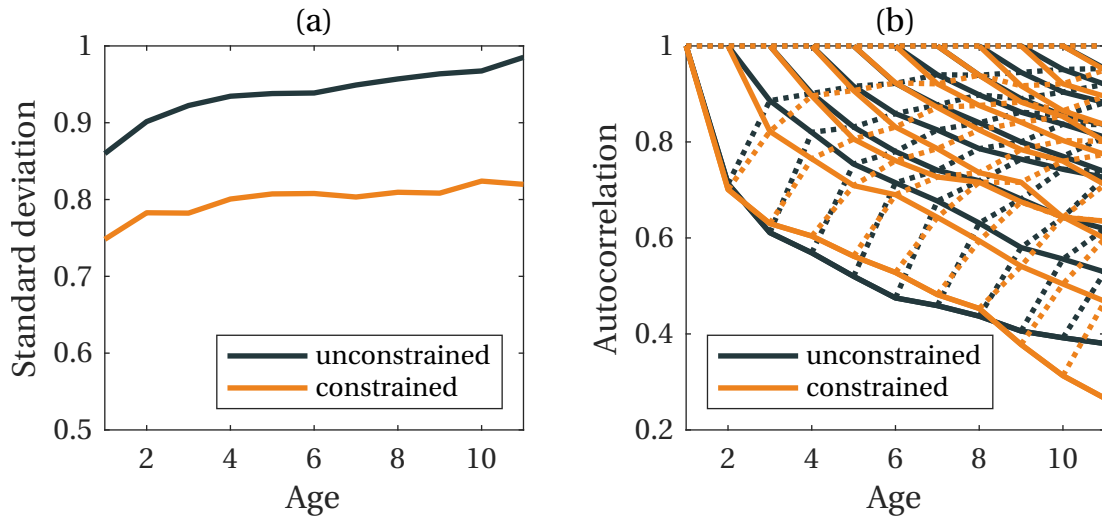 (a)
Standard deviation
1
0.9
0.8
0.7
0.6
0.5
unconstrained
constrained
2 4 6 8 10
Age
(b)
Autocorrelation
1
0.8
0.6
0.4
0.2
unconstrained
constrained
2 4 6 8 10
Age